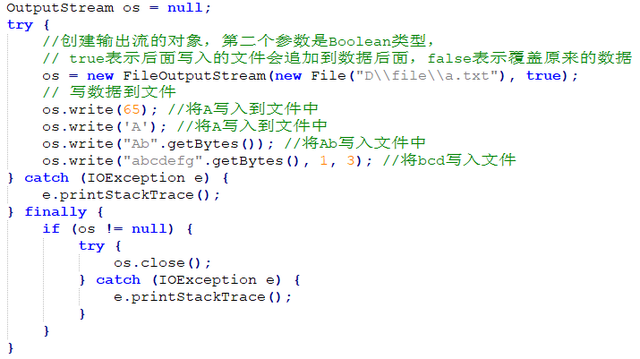 OutputStream os = null;
try {
    //创建输出流的对象，第二个参数是Boolean类型，
    // true表示后面写入的文件会追加到数据后面，false表示覆盖原来的数据
    os = new FileOutputStream(new File("D\\file\\a.txt"), true);
    // 写数据到文件
    os.write(65); //将A写入到文件中
    os.write('A'); //将A写入到文件中
    os.write("Ab".getBytes()); //将Ab写入文件中
    os.write("abcdefg".getBytes(), 1, 3); //将bcd写入文件
} catch (IOException e) {
    e.printStackTrace();
} finally {
    if (os != null) {
        try {
            os.close();
        } catch (IOException e) {
            e.printStackTrace();
        }
    }
}